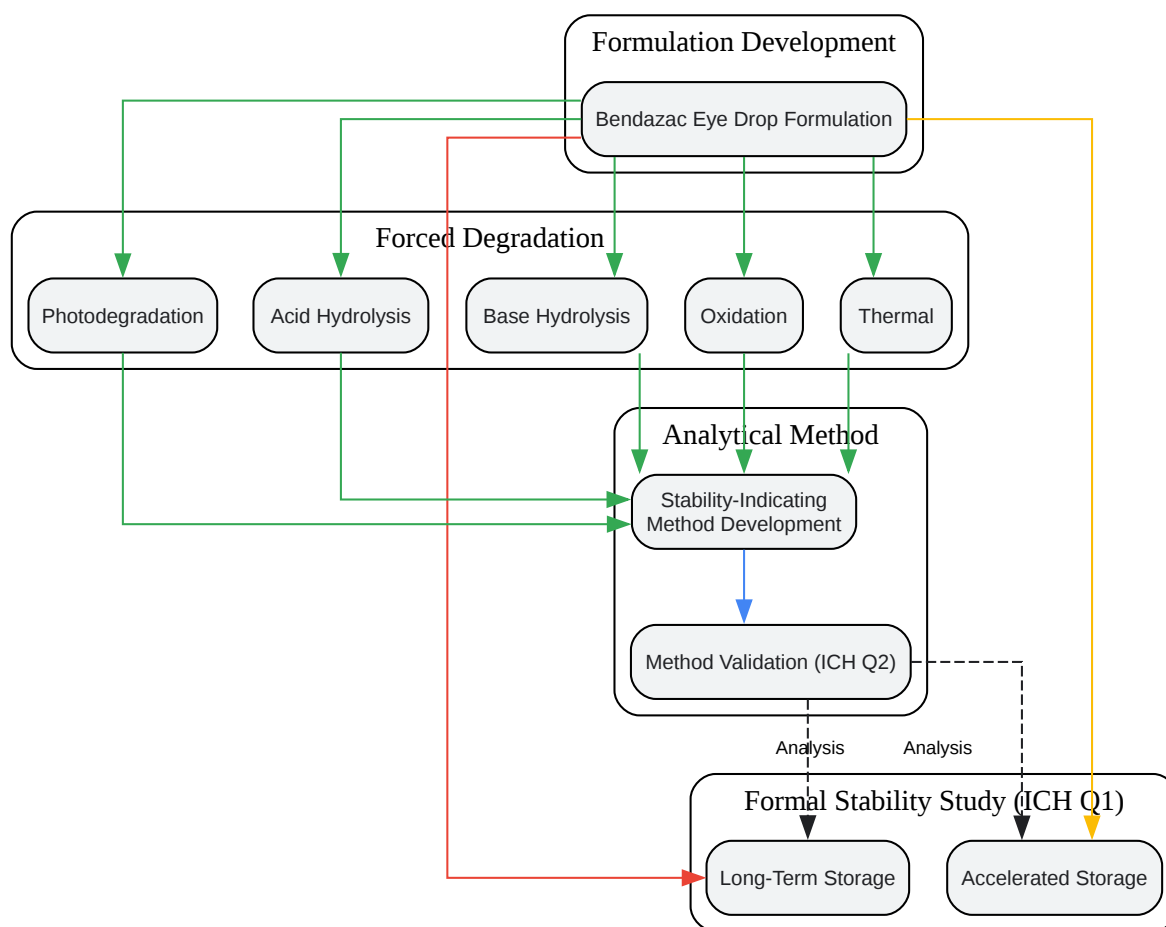 Formulation Development
Bendazac Eye Drop Formulation
Forced Degradation
Photodegradation
Acid Hydrolysis
Base Hydrolysis
Oxidation
Thermal
Analytical Method
Stability-Indicating
Method Development
Method Validation (ICH Q2)
Analysis
Analysis
Formal Stability Study (ICH Q1)
Long-Term Storage
Accelerated Storage